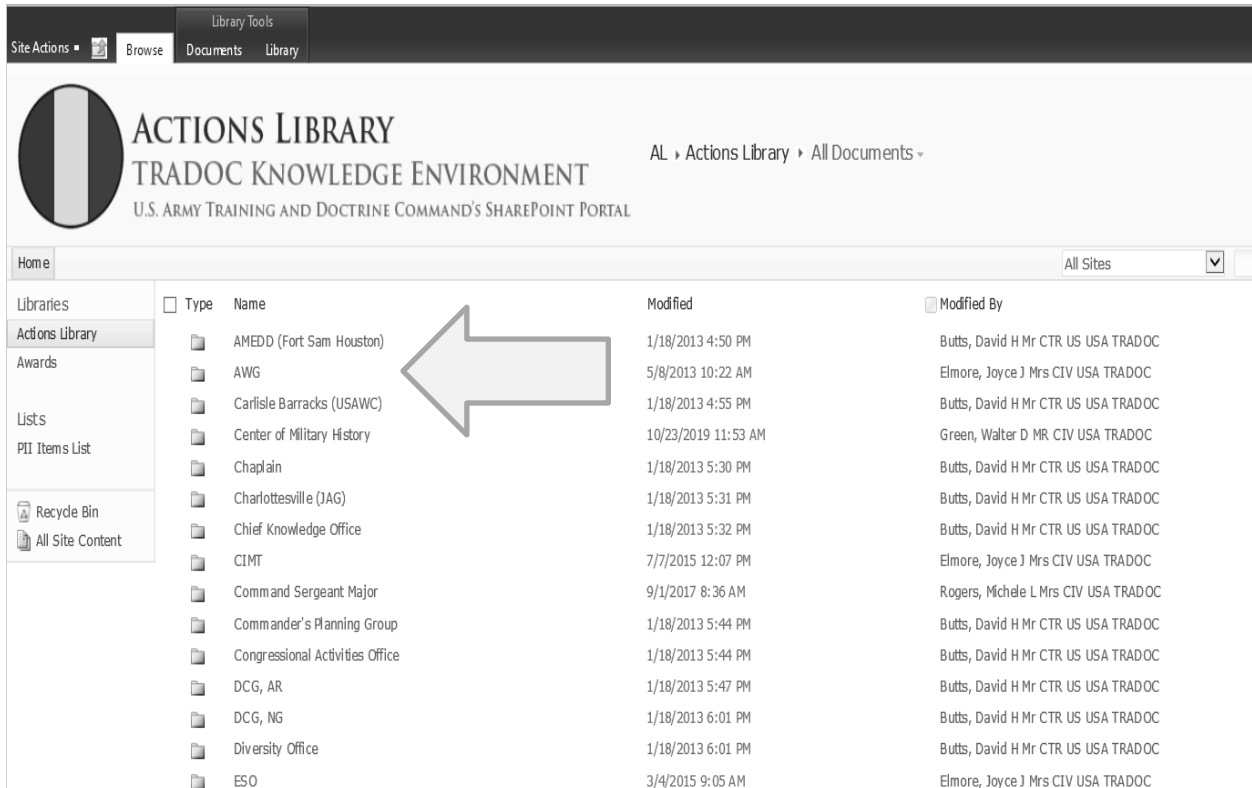 Library Tools
Site Actions Browse Documents Library
ACTIONS LIBRARY
TRADOC KNOWLEDGE ENVIRONMENT
U.S. ARMY TRAINING AND DOCTRINE COMMAND'S SHAREPOINT PORTAL
AL Actions Library All Documents
Home All Sites
Libraries
Actions Library
Awards
Lists
PII Items List
Recycle Bin
All Site Content
Type Name Modified Modified By
AMEDD (Fort Sam Houston) 1/18/2013 4:50 PM Butts, David H Mr CTR US USA TRADOC
AWG 5/8/2013 10:22 AM Elmore, Joyce J Mrs CIV USA TRADOC
Carlisle Barracks (USAWC) 1/18/2013 4:55 PM Butts, David H Mr CTR US USA TRADOC
Center of Military History 10/23/2019 11:53 AM Green, Walter D MR CIV USA TRADOC
Chaplain 1/18/2013 5:30 PM Butts, David H Mr CTR US USA TRADOC
Charlottesville (JAG) 1/18/2013 5:31 PM Butts, David H Mr CTR US USA TRADOC
Chief Knowledge Office 1/18/2013 5:32 PM Butts, David H Mr CTR US USA TRADOC
CIMT 7/7/2015 12:07 PM Elmore, Joyce J Mrs CIV USA TRADOC
Command Sergeant Major 9/1/2017 8:36 AM Rogers, Michele L Mrs CIV USA TRADOC
Commander's Planning Group 1/18/2013 5:44 PM Butts, David H Mr CTR US USA TRADOC
Congressional Activities Office 1/18/2013 5:44 PM Butts, David H Mr CTR US USA TRADOC
DCG, AR 1/18/2013 5:47 PM Butts, David H Mr CTR US USA TRADOC
DCG, NG 1/18/2013 6:01 PM Butts, David H Mr CTR US USA TRADOC
Diversity Office 1/18/2013 6:01 PM Butts, David H Mr CTR US USA TRADOC
ESO 3/4/2015 9:05 AM Elmore, Joyce J Mrs CIV USA TRADOC